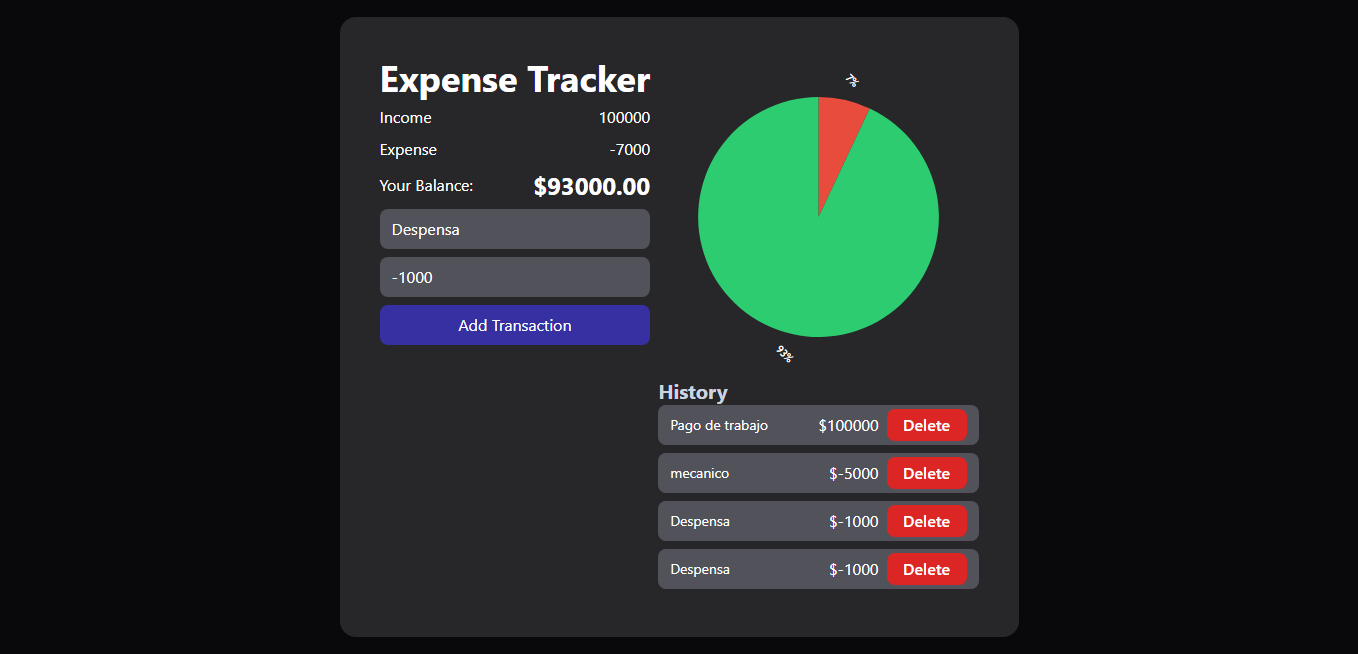 Expense Tracker
Income 100000
Expense -7000
Your Balance: $93000.00
Despensa
-1000
Add Transaction
7%
93%
History
Pago de trabajo $100000 Delete
mecanico $-5000 Delete
Despensa $-1000 Delete
Despensa $-1000 Delete